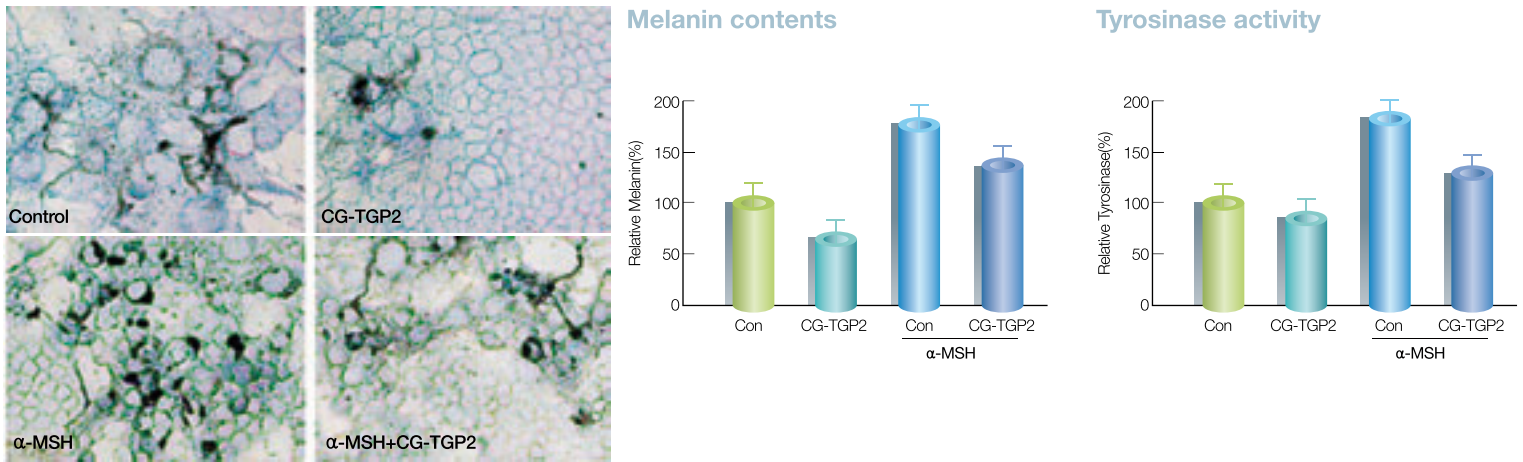 Control
CG-TGP2
α-MSH
α-MSH+CG-TGP2
Melanin contents
Relative Melanin(%)
200
150
100
50
0
Con
CG-TGP2
Con
CG-TGP2
α-MSH
Tyrosinase activity
Relative Tyrosinase(%)
200
150
100
50
0
Con
CG-TGP2
Con
CG-TGP2
α-MSH